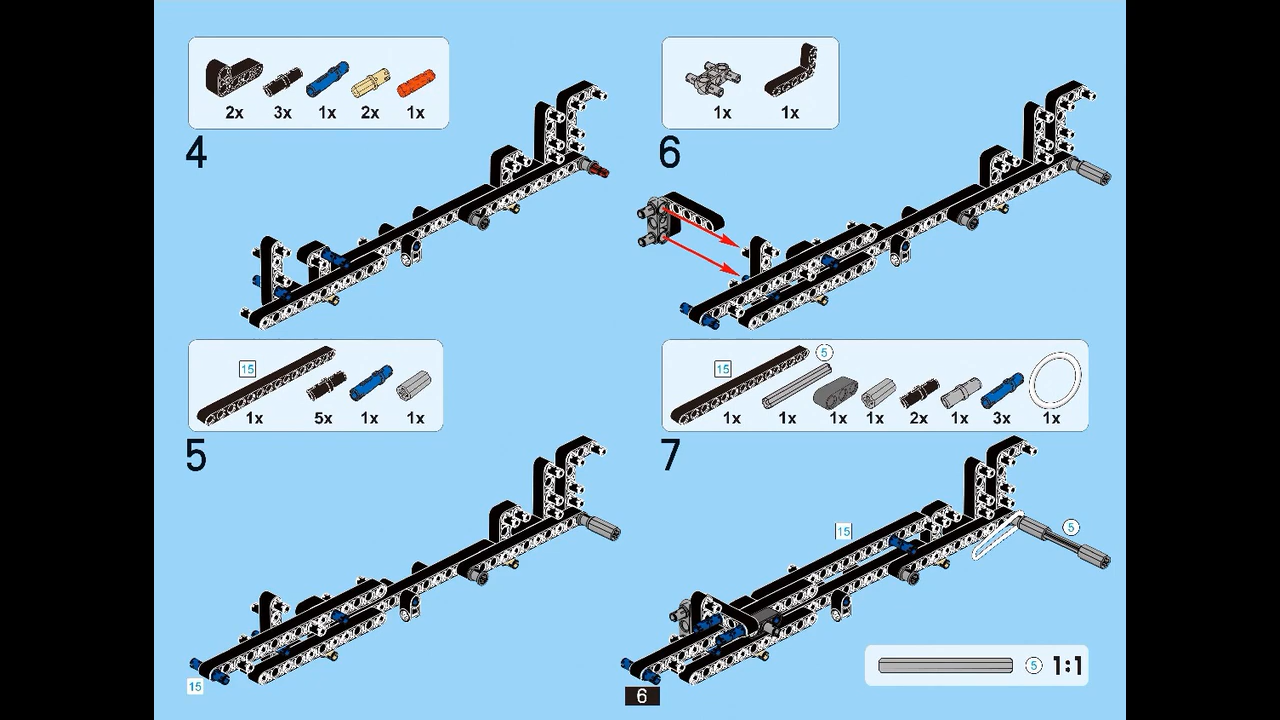 2x 3x 1x 2x 1x
4
15
1x 5x 1x 1x
5
15
1x 1x
6
15 5
1x 1x 1x 1x 2x 1x 3x 1x
7
15
5
5 1:1
6